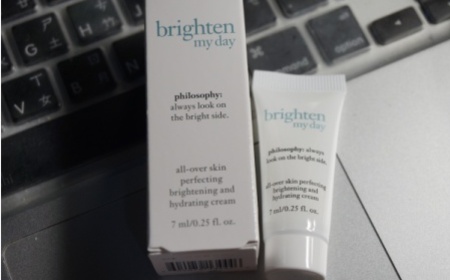 brighten
my day
philosophy:
always look on
the bright side.
all-over skin
perfecting
brightening and
hydrating cream
7 ml/0.25 fl. oz.
brighten
my day
philosophy: always
look on the bright side.
all-over skin perfecting
brightening and
hydrating cream
7 ml/0.25 fl. oz.
option